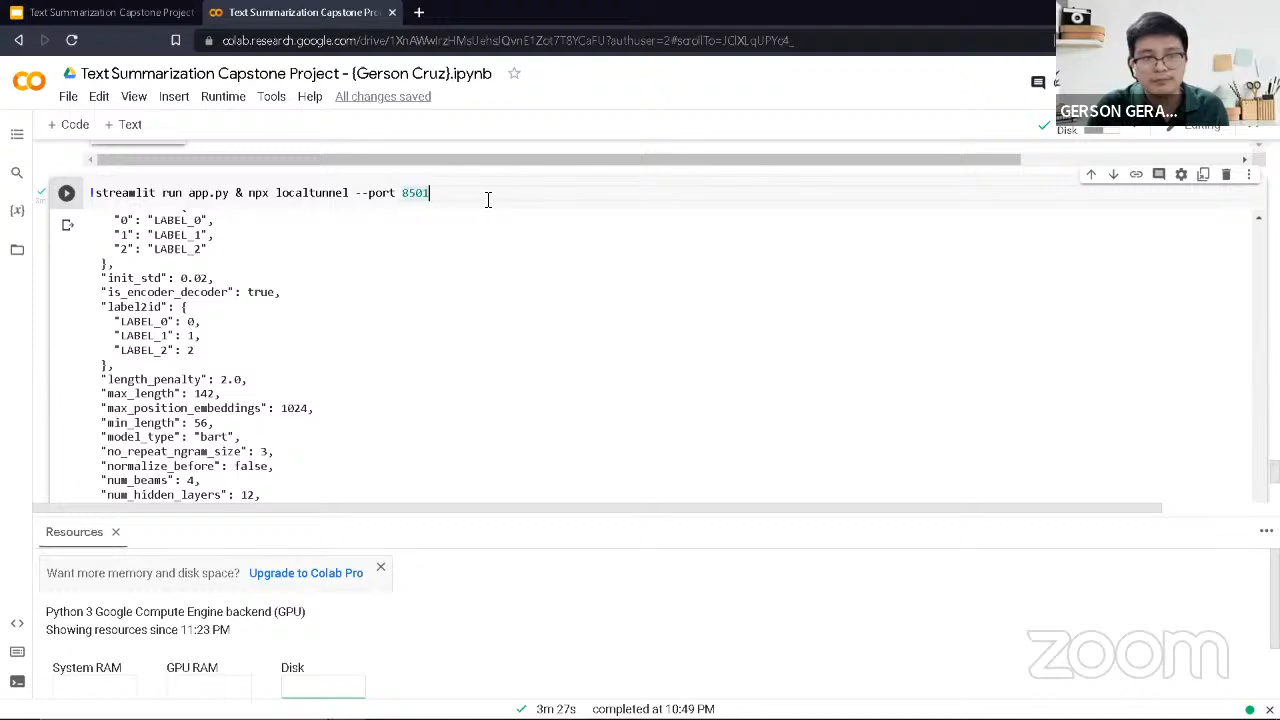 Text Summarization Capstone Project
Text Summarization Capstone Pro
colab.research.google.com
Text Summarization Capstone Project - {Gerson Cruz}.ipynb
File Edit View Insert Runtime Tools Help All changes saved
GERSON GERA...
+ Code + Text
Disk
Editing
!streamlit run app.py & npx localtunnel --port 8501
"0": "LABEL_0",
"1": "LABEL_1",
"2": "LABEL_2"
},
"init_std": 0.02,
"is_encoder_decoder": true,
"label2id": {
"LABEL_0": 0,
"LABEL_1": 1,
"LABEL_2": 2
},
"length_penalty": 2.0,
"max_length": 142,
"max_position_embeddings": 1024,
"min_length": 56,
"model_type": "bart",
"no_repeat_ngram_size": 3,
"normalize_before": false,
"num_beams": 4,
"num_hidden_layers": 12,
Resources
Want more memory and disk space? Upgrade to Colab Pro
Python 3 Google Compute Engine backend (GPU)
Showing resources since 11:23 PM
System RAM GPU RAM Disk
zoom
3m 27s completed at 10:49 PM